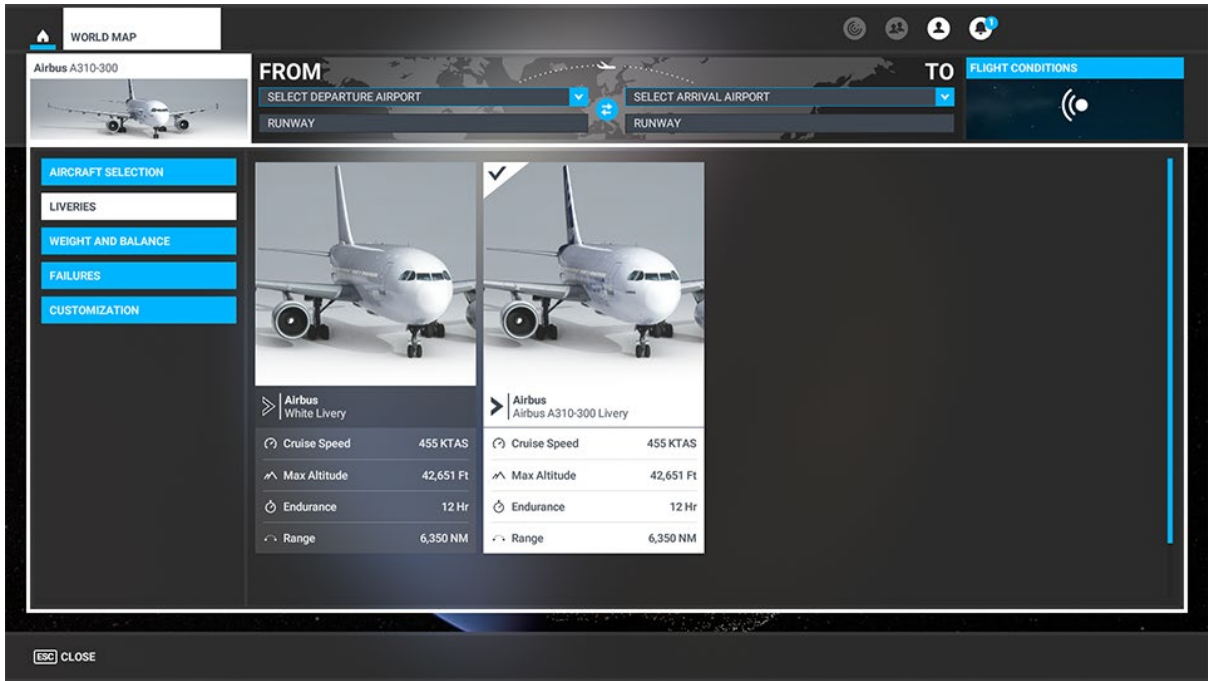 WORLD MAP
1
Airbus A310-300
FROM
SELECT DEPARTURE AIRPORT
RUNWAY
TO
SELECT ARRIVAL AIRPORT
RUNWAY
FLIGHT CONDITIONS
AIRCRAFT SELECTION
LIVERIES
WEIGHT AND BALANCE
FAILURES
CUSTOMIZATION
Airbus
White Livery
Cruise Speed 455 KTAS
Max Altitude 42,651 Ft
Endurance 12 Hr
Range 6,350 NM
Airbus
Airbus A310-300 Livery
Cruise Speed 455 KTAS
Max Altitude 42,651 Ft
Endurance 12 Hr
Range 6,350 NM
ESC CLOSE